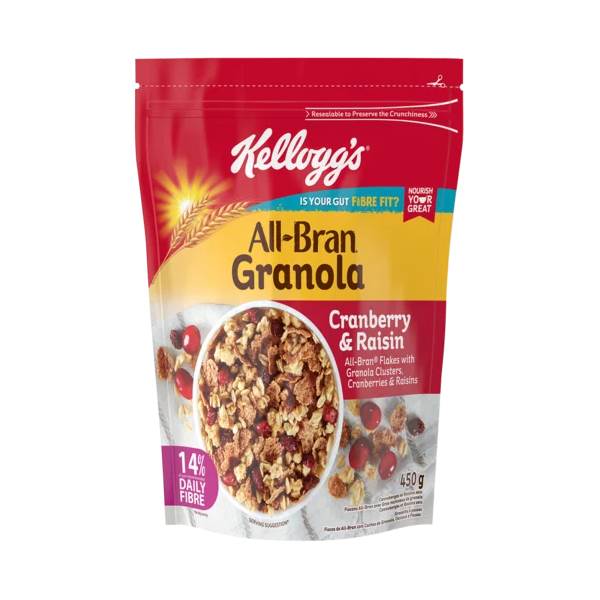 > Resealable to Preserve the Crunchiness >>
Kellogg's®
IS YOUR GUT FIBRE FIT?
NOURISH
YOUR
GREAT
All-Bran
Granola
Cranberry
& Raisin
All-Bran® Flakes with
Granola Clusters,
Cranberries & Raisins
14%
DAILY
FIBRE
450 g
SERVING SUGGESTION*